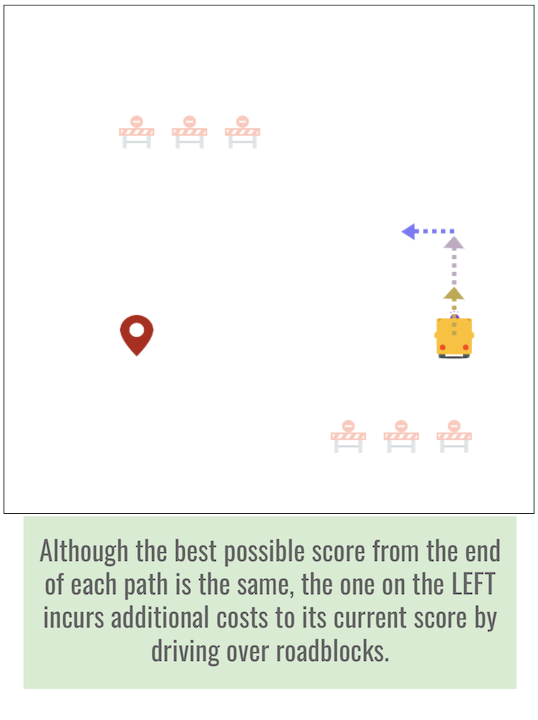 Although the best possible score from the end
of each path is the same, the one on the LEFT
incurs additional costs to its current score by
driving over roadblocks.